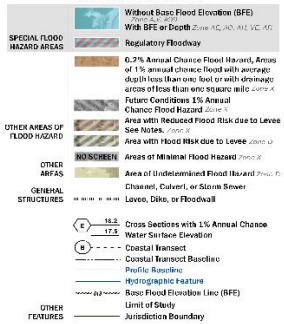 Without Base Flood Elevation (BFE)
Zone A, V, A99
With BFE or Depth Zone AE, AO, AH, VE, AR
SPECIAL FLOOD
HAZARD AREAS
Regulatory Floodway
0.2% Annual Chance Flood Hazard, Areas
of 1% annual chance flood with average
depth less than one foot or with drainage
areas of less than one square mile Zone X
Future Conditions 1% Annual
Chance Flood Hazard Zone X
Area with Reduced Flood Risk due to Levee
See Notes. Zone X
OTHER AREAS OF
FLOOD HAZARD
Area with Flood Risk due to Levee Zone D
NO SCREEN Areas of Minimal Flood Hazard Zone X
OTHER
AREAS
Area of Undetermined Flood Hazard Zone D
GENERAL
STRUCTURES
Channel, Culvert, or Storm Sewer
Levee, Dike, or Floodwall
E 18.2 Cross Sections with 1% Annual Chance
17.5 Water Surface Elevation
8 Coastal Transect
Coastal Transect Baseline
Profile Baseline
Hydrographic Feature
Base Flood Elevation Line (BFE)
OTHER
FEATURES
Limit of Study
Jurisdiction Boundary